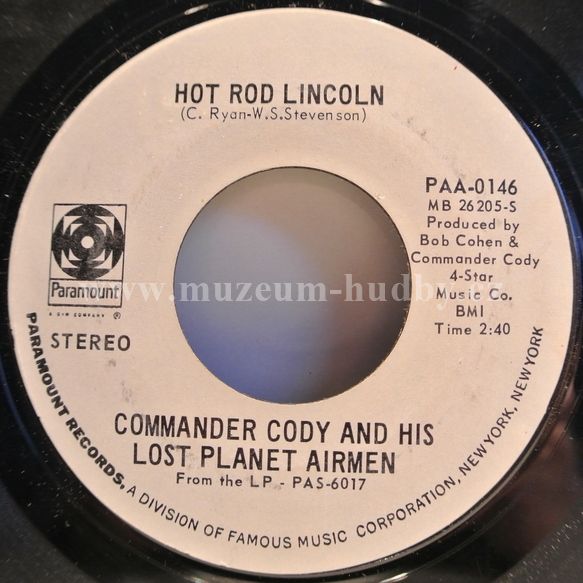 HOT ROD LINCOLN
(C. Ryan-W.S.Stevenson)
PAA-0146
MB 26205-S
Produced by
Bob Cohen &
Commander Cody
4-Star
Music Co.
BMI
Time 2:40
Paramount
A G+W COMPANY ®
STEREO
www.muzeum-hudby.cz
COMMANDER CODY AND HIS
LOST PLANET AIRMEN
From the LP - PAS-6017
PARAMOUNT RECORDS, A DIVISION OF FAMOUS MUSIC CORPORATION, NEW YORK, NEW YORK